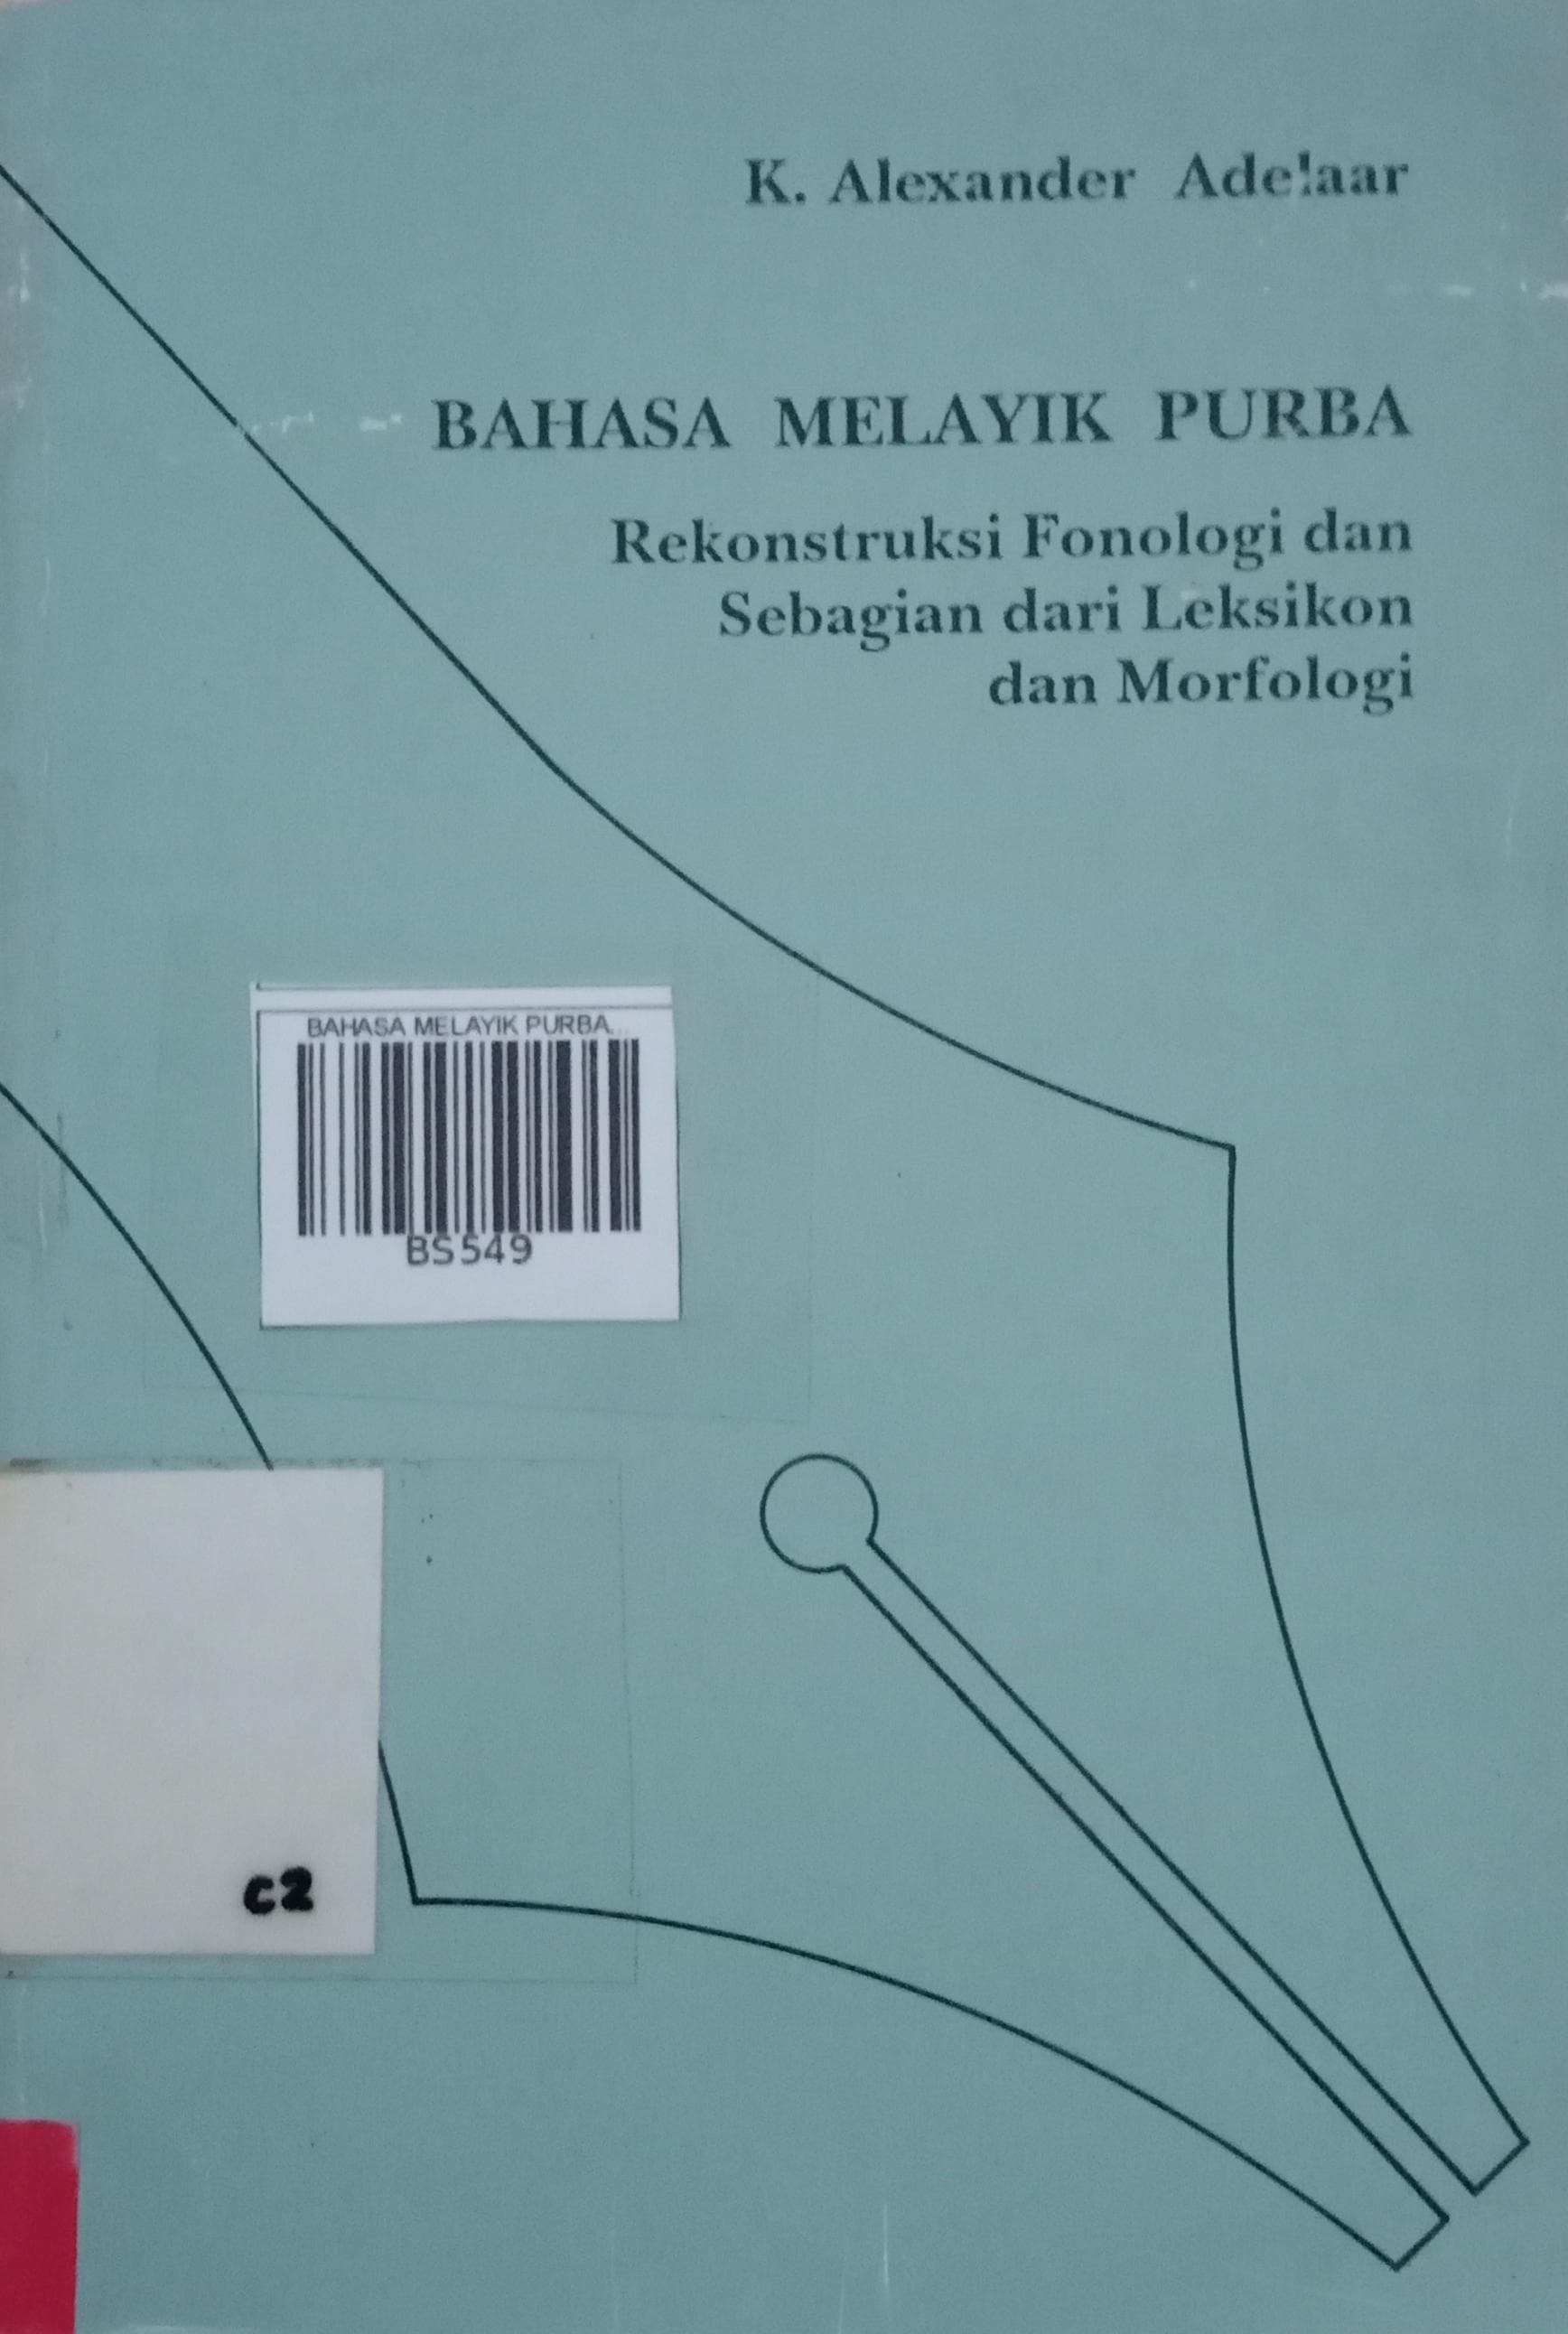 K. Alexander Adelaar
BAHASA MELAYIK PURBA
Rekonstruksi Fonologi dan
Sebagian dari Leksikon
dan Morfologi
BAHASA MELAYIK PURBA...
BS549
C2